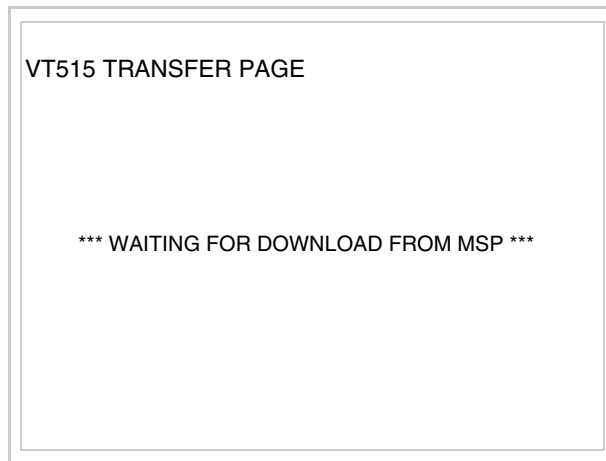 VT515 TRANSFER PAGE
*** WAITING FOR DOWNLOAD FROM MSP ***